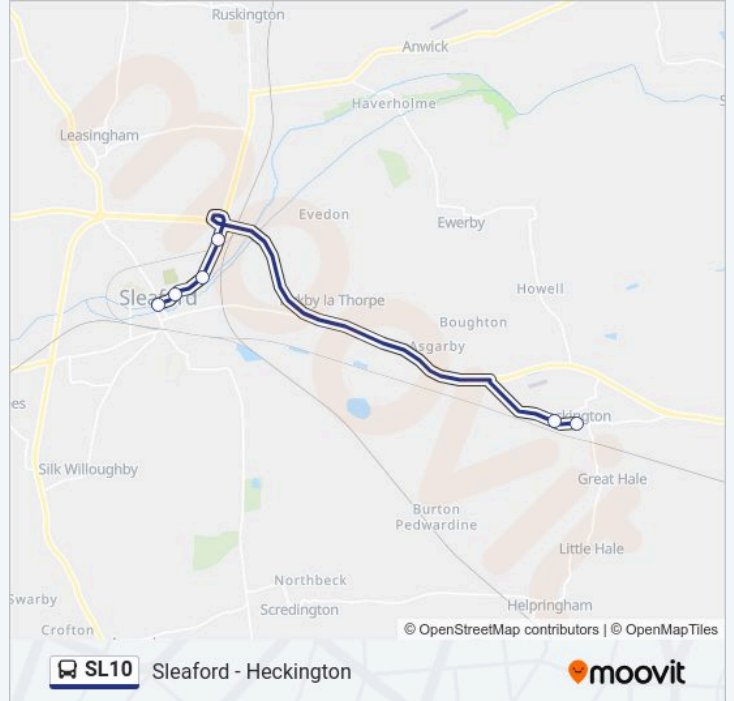 Ruskington
Anwick
Haverholme
Leasingham
Evedon
Ewerby
Howell
Sleaford
kby la Thorpe
Boughton
Asgarby
es
ckington
Silk Willoughby
Great Hale
Burton
Pedwardine
Little Hale
Northbeck
Swarby
Scredington
Helpringham
Crofton
moovit
© OpenStreetMap contributors | © OpenMapTiles
SL10 Sleaford - Heckington
moovit